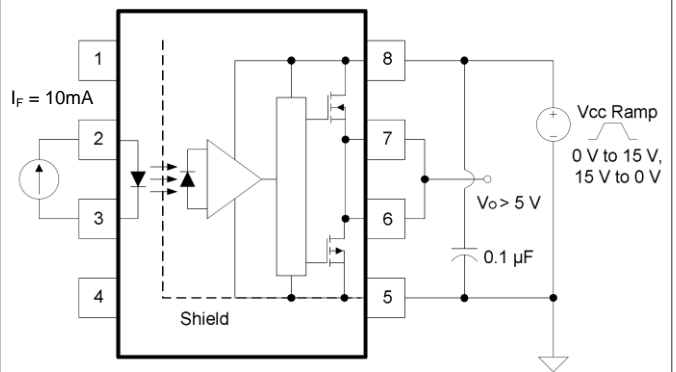 1
8
I_F = 10mA
2
7
+
−
Vcc Ramp
0 V to 15 V,
15 V to 0 V
Vo> 5 V
3
6
0.1 µF
4
5
Shield